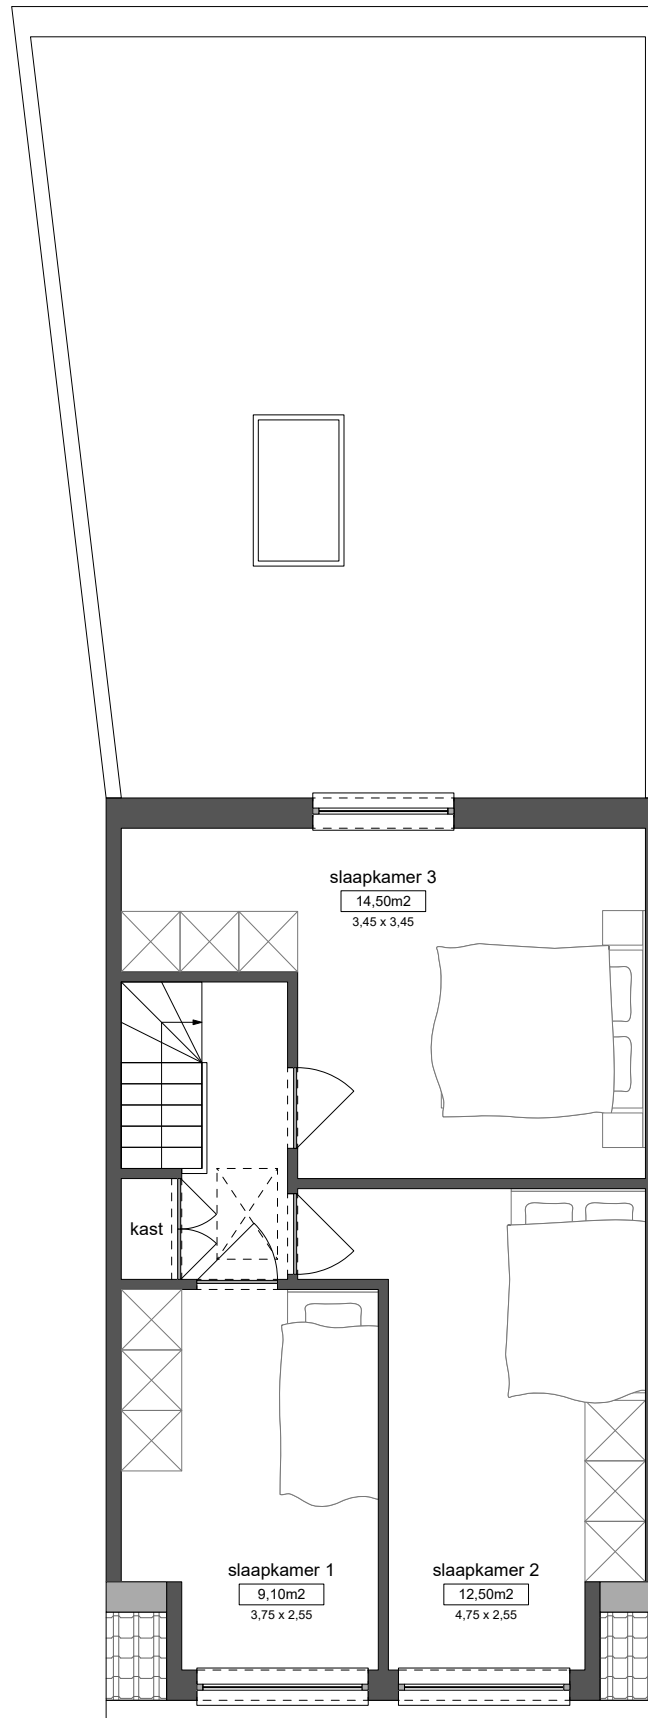 slaapkamer 3
14,50m2
3,45 x 3,45
kast
slaapkamer 1
9,10m2
3,75 x 2,55
slaapkamer 2
12,50m2
4,75 x 2,55